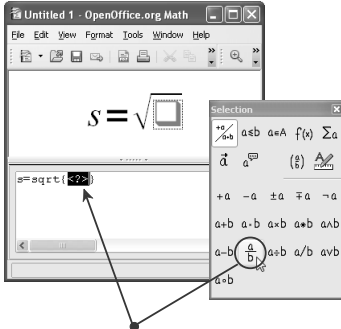 Untitled 1 - OpenOffice.org Math
File Edit View Format Tools Window Help
s=√
s=sqrt{<?>}
Selection
+a/a+b a≤b a∈A f(x) Σa
a⃗ a (a/b)
+a -a ±a ∓a ¬a
a+b a·b a×b a∗b a∧b
a-b a/b a÷b a/b a∨b
a∘b